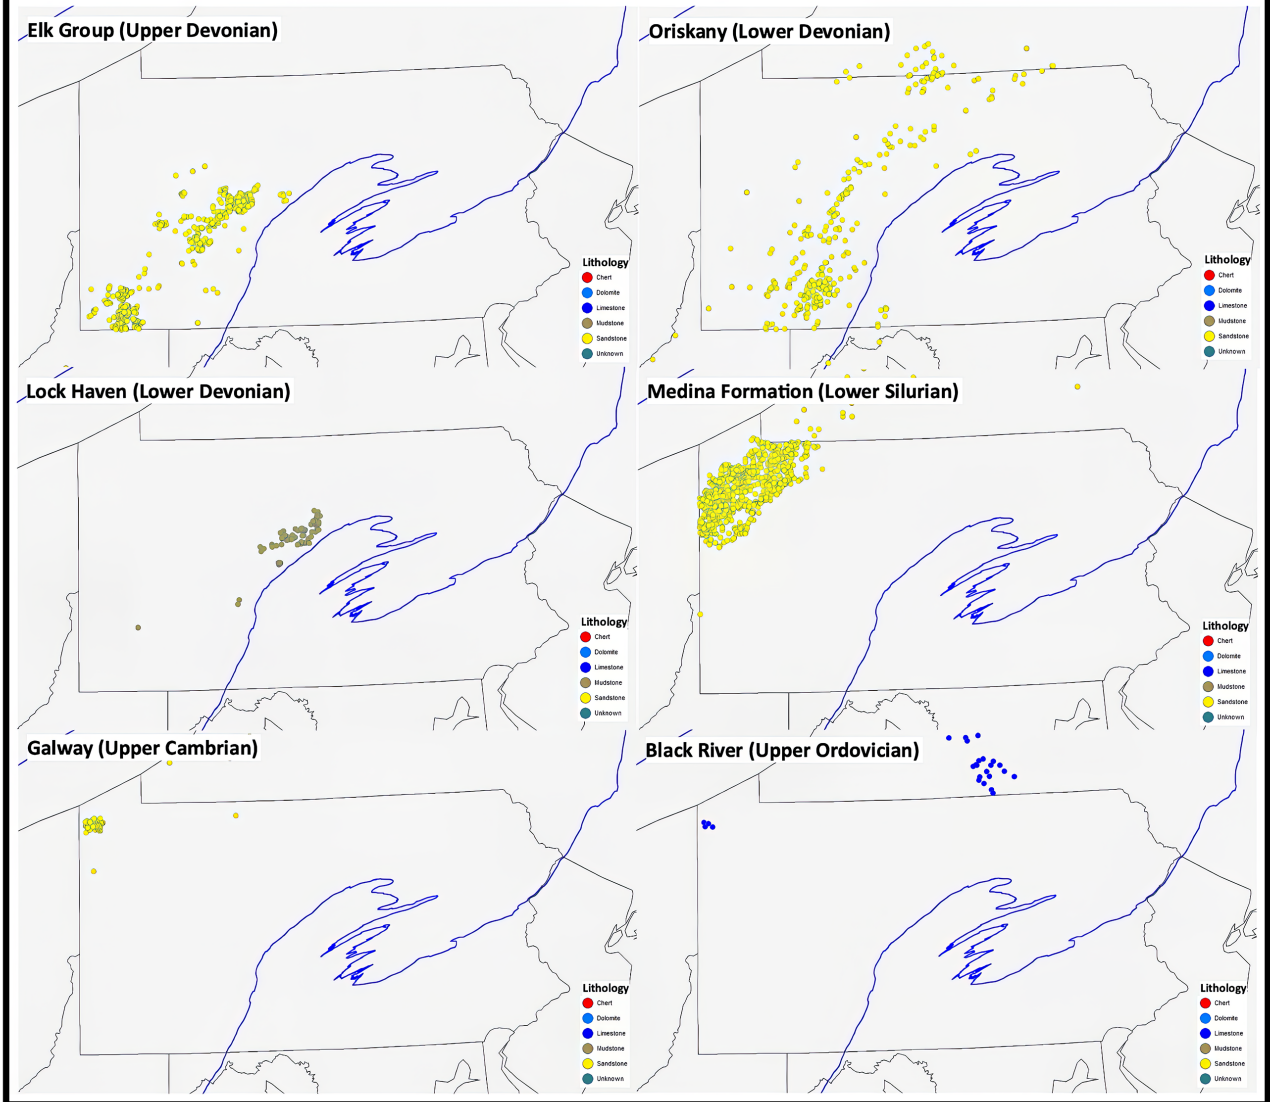 Elk Group (Upper Devonian)
Lithology
Chert
Dolomite
Limestone
Mudstone
Sandstone
Unknown
Oriskany (Lower Devonian)
Lithology
Chert
Dolomite
Limestone
Mudstone
Sandstone
Unknown
Lock Haven (Lower Devonian)
Lithology
Chert
Dolomite
Limestone
Mudstone
Sandstone
Unknown
Medina Formation (Lower Silurian)
Lithology
Chert
Dolomite
Limestone
Mudstone
Sandstone
Unknown
Galway (Upper Cambrian)
Lithology
Chert
Dolomite
Limestone
Mudstone
Sandstone
Unknown
Black River (Upper Ordovician)
Lithology
Chert
Dolomite
Limestone
Mudstone
Sandstone
Unknown